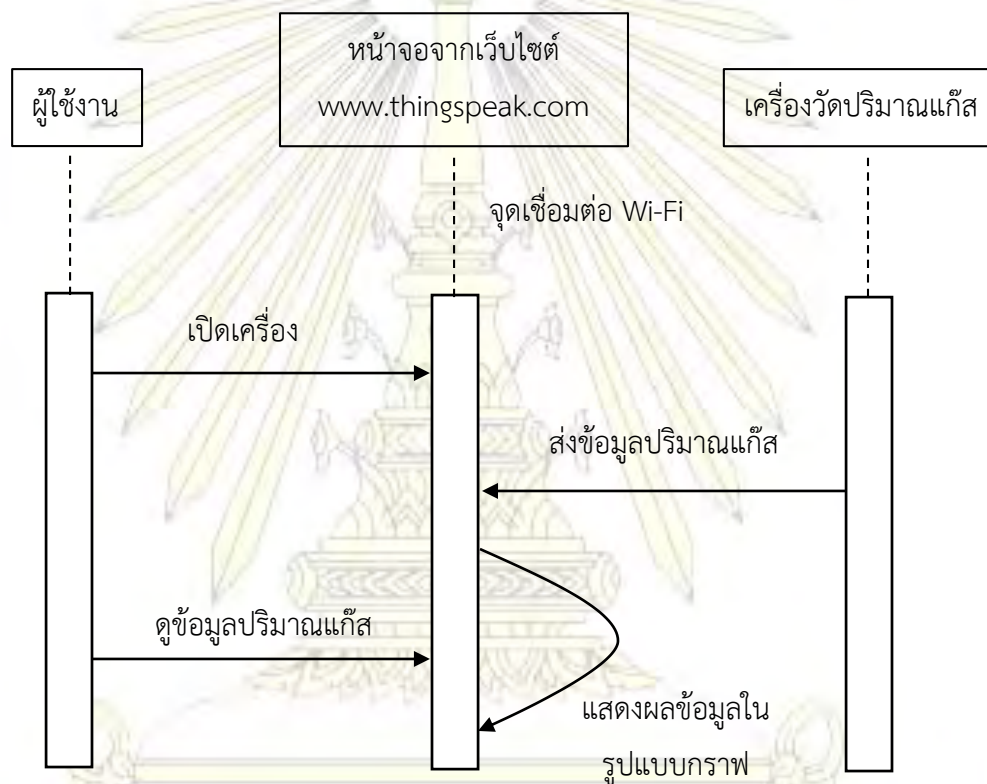 ผู้ใช้งาน
หน้าจอจากเว็บไซต์
www.thingspeak.com
เครื่องวัดปริมาณแก๊ส
จุดเชื่อมต่อ Wi-Fi
เปิดเครื่อง
ส่งข้อมูลปริมาณแก๊ส
ดูข้อมูลปริมาณแก๊ส
แสดงผลข้อมูลใน
รูปแบบกราฟ